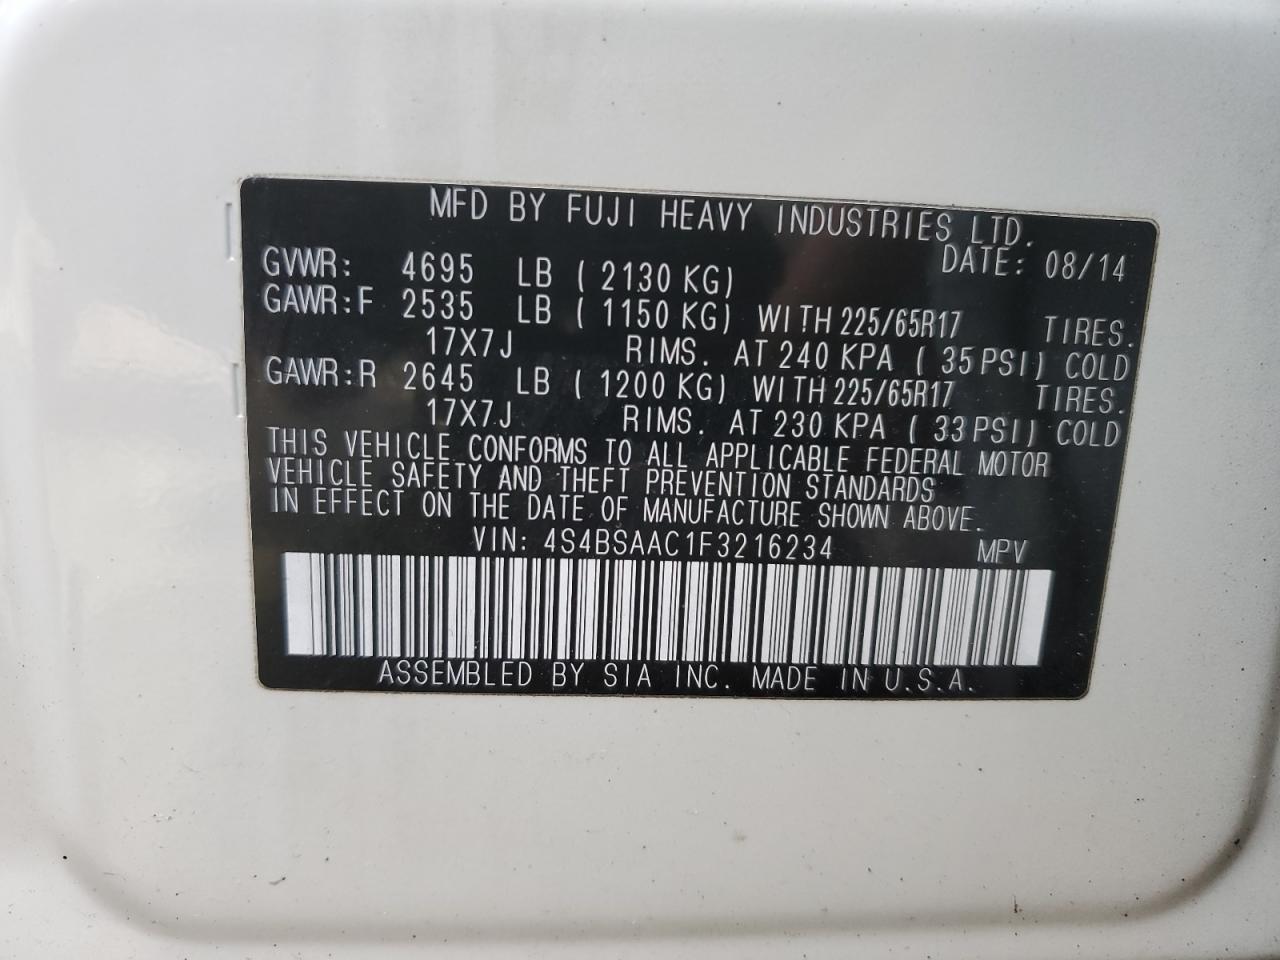 MFD BY FUJI HEAVY INDUSTRIES LTD.
DATE: 08/14
GVWR: 4695 LB ( 2130 KG)
GAWR:F 2535 LB ( 1150 KG) WITH 225/65R17 TIRES.
17X7J RIMS. AT 240 KPA ( 35 PSI) COLD
GAWR:R 2645 LB ( 1200 KG) WITH 225/65R17 TIRES.
17X7J RIMS. AT 230 KPA ( 33 PSI) COLD
THIS VEHICLE CONFORMS TO ALL APPLICABLE FEDERAL MOTOR
VEHICLE SAFETY AND THEFT PREVENTION STANDARDS
IN EFFECT ON THE DATE OF MANUFACTURE SHOWN ABOVE.
VIN: 4S4BSAAC1F3216234 MPV
ASSEMBLED BY SIA INC. MADE IN U.S.A.